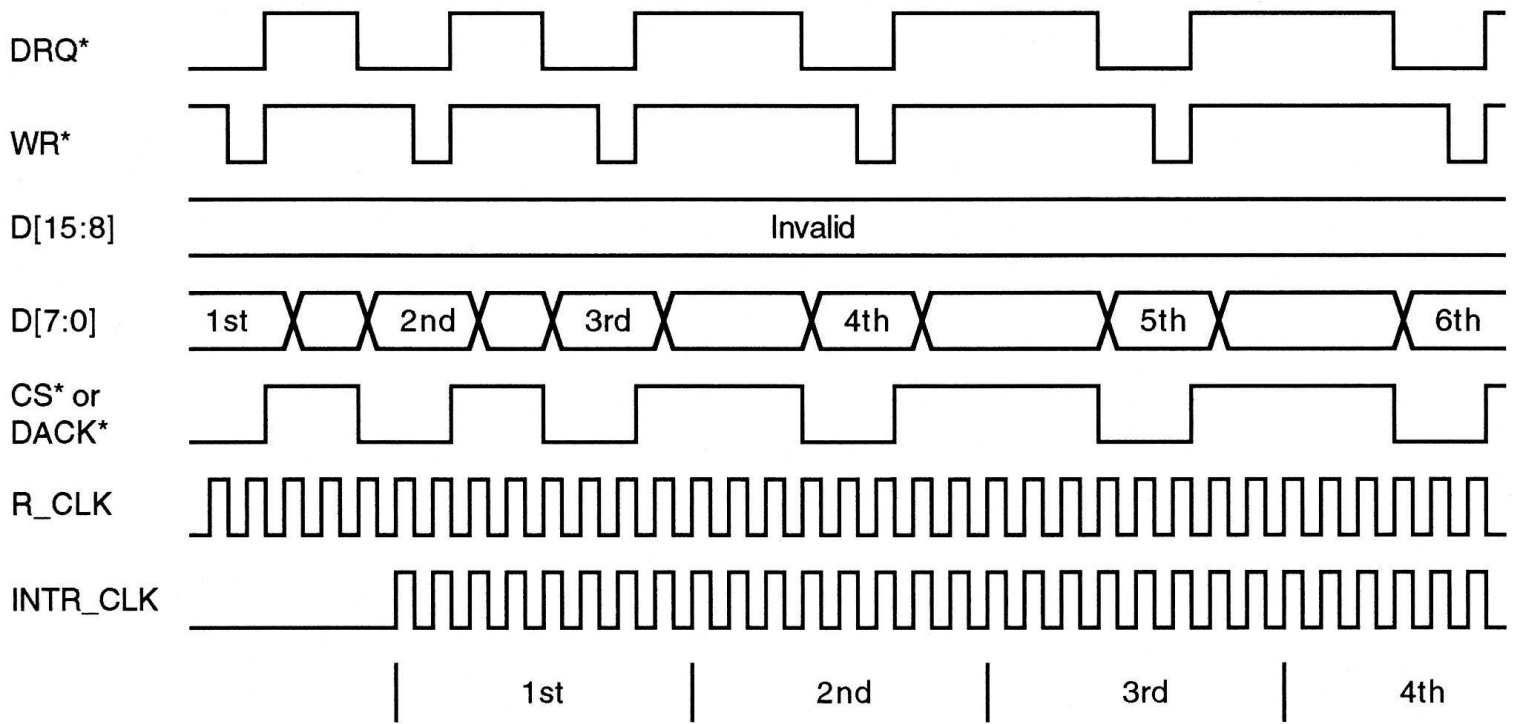 DRQ*
WR*
D[15:8] Invalid
D[7:0] 1st 2nd 3rd 4th 5th 6th
CS* or
DACK*
R_CLK
INTR_CLK
1st 2nd 3rd 4th